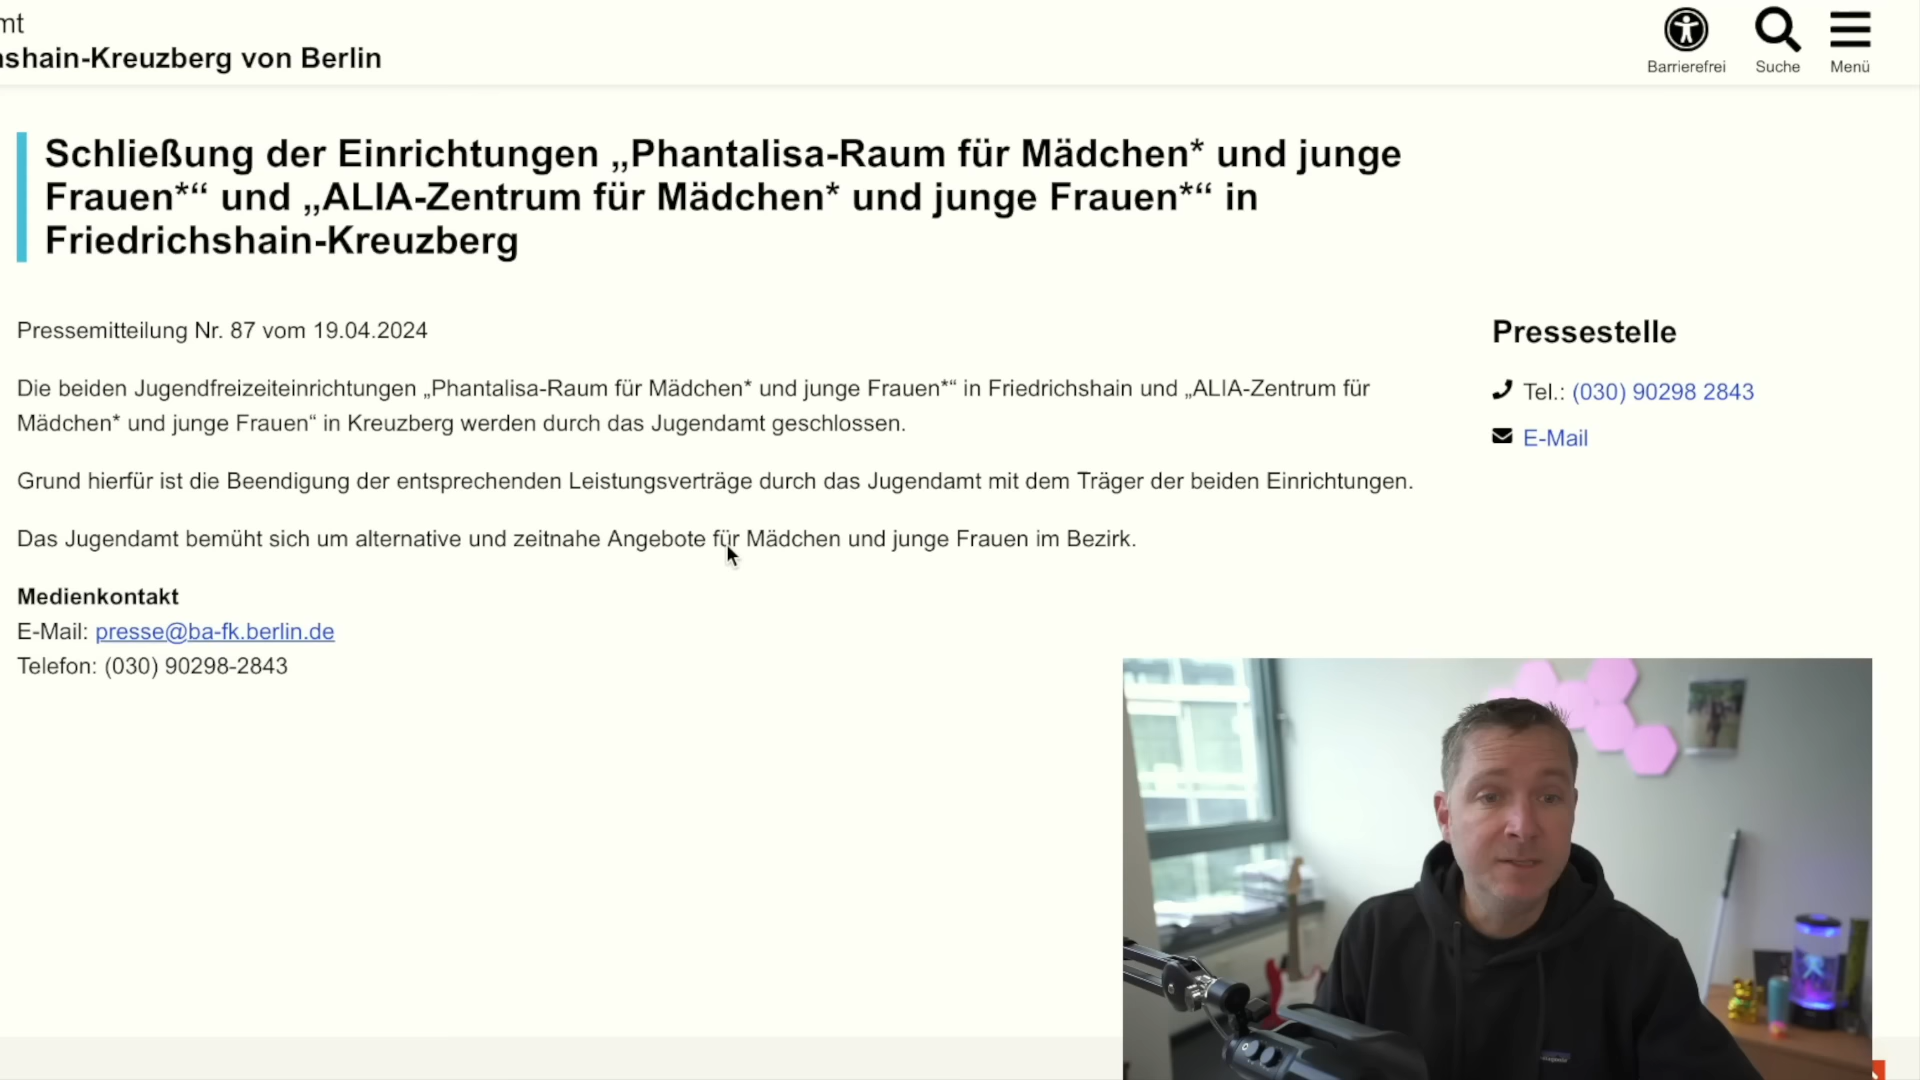 mt
nshain-Kreuzberg von Berlin
Barrierefrei
Suche
Menü
Schließung der Einrichtungen „Phantalisa-Raum für Mädchen* und junge
Frauen*“ und „ALIA-Zentrum für Mädchen* und junge Frauen*“ in
Friedrichshain-Kreuzberg
Pressemitteilung Nr. 87 vom 19.04.2024
Die beiden Jugendfreizeiteinrichtungen „Phantalisa-Raum für Mädchen* und junge Frauen*“ in Friedrichshain und „ALIA-Zentrum für
Mädchen* und junge Frauen“ in Kreuzberg werden durch das Jugendamt geschlossen.
Grund hierfür ist die Beendigung der entsprechenden Leistungsverträge durch das Jugendamt mit dem Träger der beiden Einrichtungen.
Das Jugendamt bemüht sich um alternative und zeitnahe Angebote für Mädchen und junge Frauen im Bezirk.
Medienkontakt
E-Mail: presse@ba-fk.berlin.de
Telefon: (030) 90298-2843
Pressestelle
Tel.: (030) 90298 2843
E-Mail